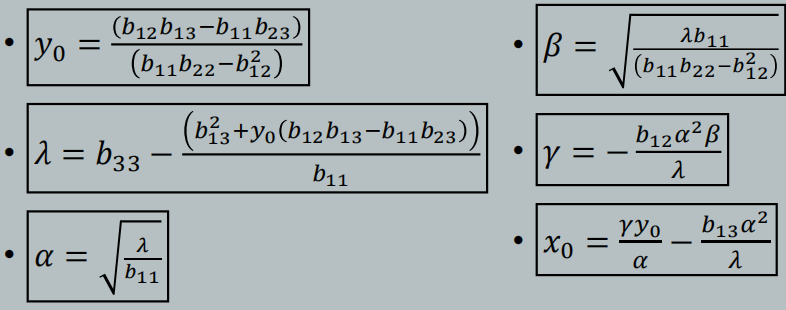 • y₀ = (b₁₂b₁₃−b₁₁b₂₃) / (b₁₁b₂₂−b₁₂²)
• λ = b₃₃ − (b₁₃²+y₀(b₁₂b₁₃−b₁₁b₂₃)) / b₁₁
• α = √(λ / b₁₁)
• β = √(λb₁₁ / (b₁₁b₂₂−b₁₂²))
• γ = − b₁₂α²β / λ
• x₀ = γy₀ / α − b₁₃α² / λ